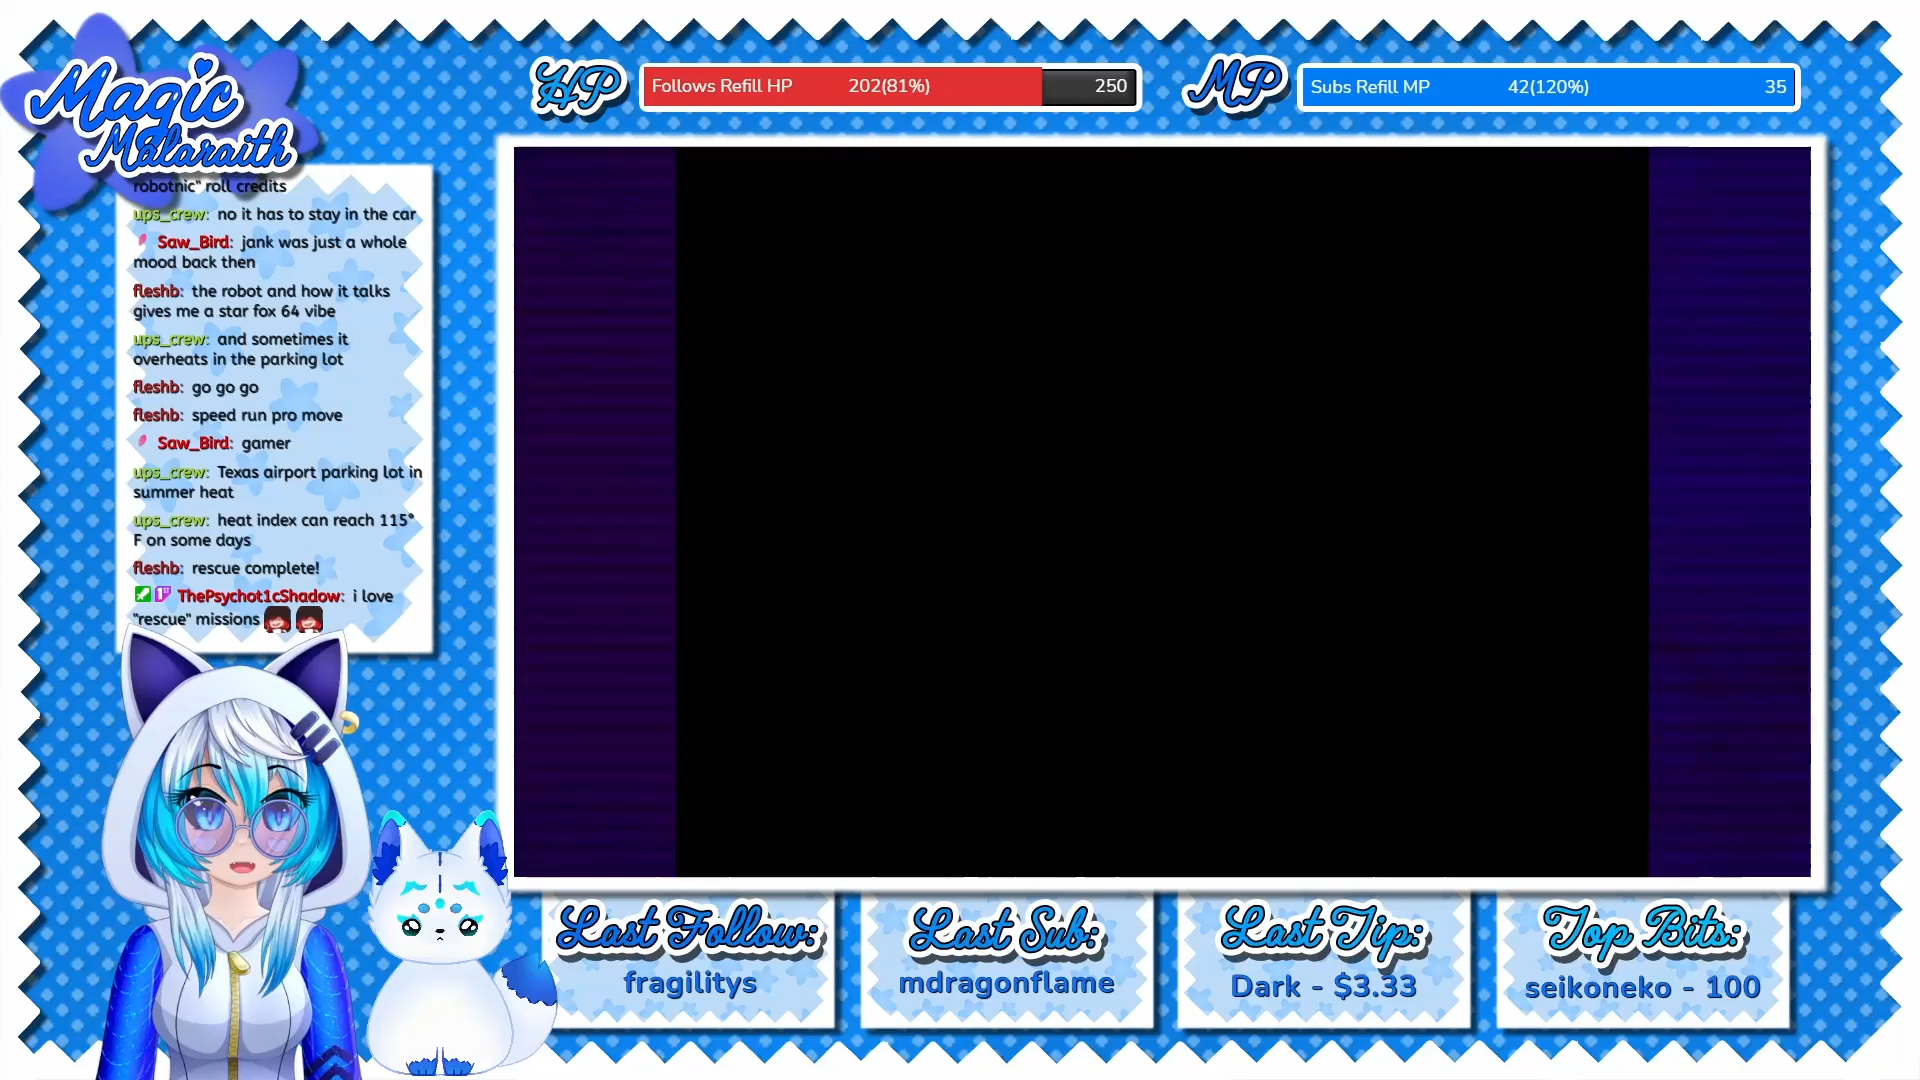 Magic
Malaraith
HP
Follows Refill HP 202(81%) 250
MP
Subs Refill MP 42(120%) 35
robotnic" roll credits
ups_crew: no it has to stay in the car
Saw_Bird: jank was just a whole
mood back then
fleshb: the robot and how it talks
gives me a star fox 64 vibe
ups_crew: and sometimes it
overheats in the parking lot
fleshb: go go go
fleshb: speed run pro move
Saw_Bird: gamer
ups_crew: Texas airport parking lot in
summer heat
ups_crew: heat index can reach 115°
F on some days
fleshb: rescue complete!
ThePsychot1cShadow: i love
"rescue" missions
Last Follow:
fragilitys
Last Sub:
mdragonflame
Last Tip:
Dark - $3.33
Top Bits:
seikoneko - 100